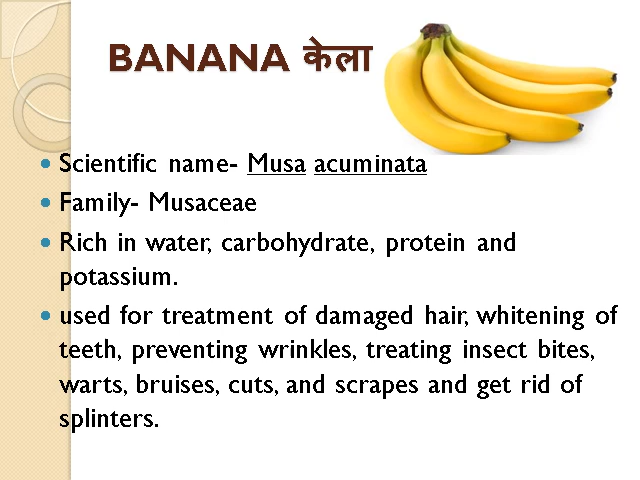 BANANA केला
Scientific name- Musa acuminata
Family- Musaceae
Rich in water, carbohydrate, protein and
potassium.
used for treatment of damaged hair, whitening of
teeth, preventing wrinkles, treating insect bites,
warts, bruises, cuts, and scrapes and get rid of
splinters.